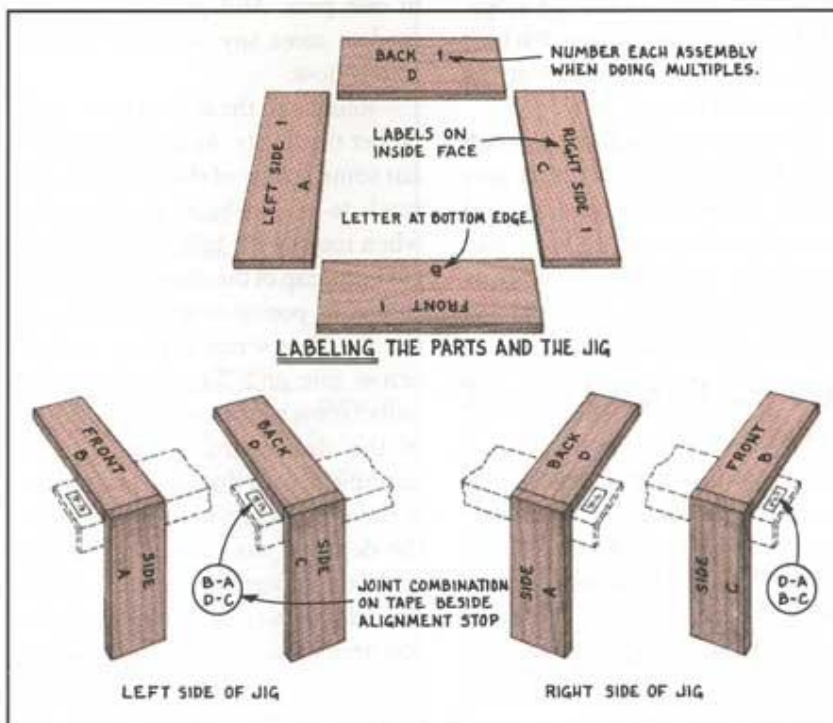 BACK 1
D
NUMBER EACH ASSEMBLY
WHEN DOING MULTIPLES.
LEFT SIDE 1
A
LABELS ON
INSIDE FACE
RIGHT SIDE 1
C
LETTER AT BOTTOM EDGE.
B
FRONT 1
LABELING THE PARTS AND THE JIG
FRONT
B
SIDE
A
BACK
D
SIDE
C
B-A
D-C
JOINT COMBINATION
ON TAPE BESIDE
ALIGNMENT STOP
BACK
D
SIDE
A
FRONT
B
SIDE
C
D-A
B-C
LEFT SIDE OF JIG
RIGHT SIDE OF JIG